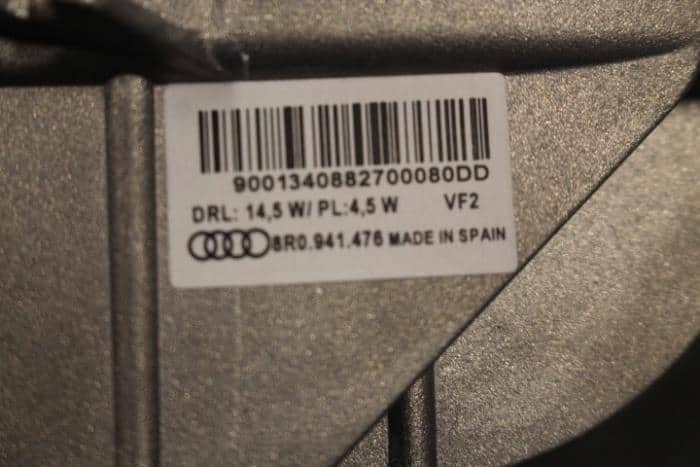 9001340882700080DD
DRL: 14,5 W/ PL:4,5 W VF2
8R0.941.476 MADE IN SPAIN